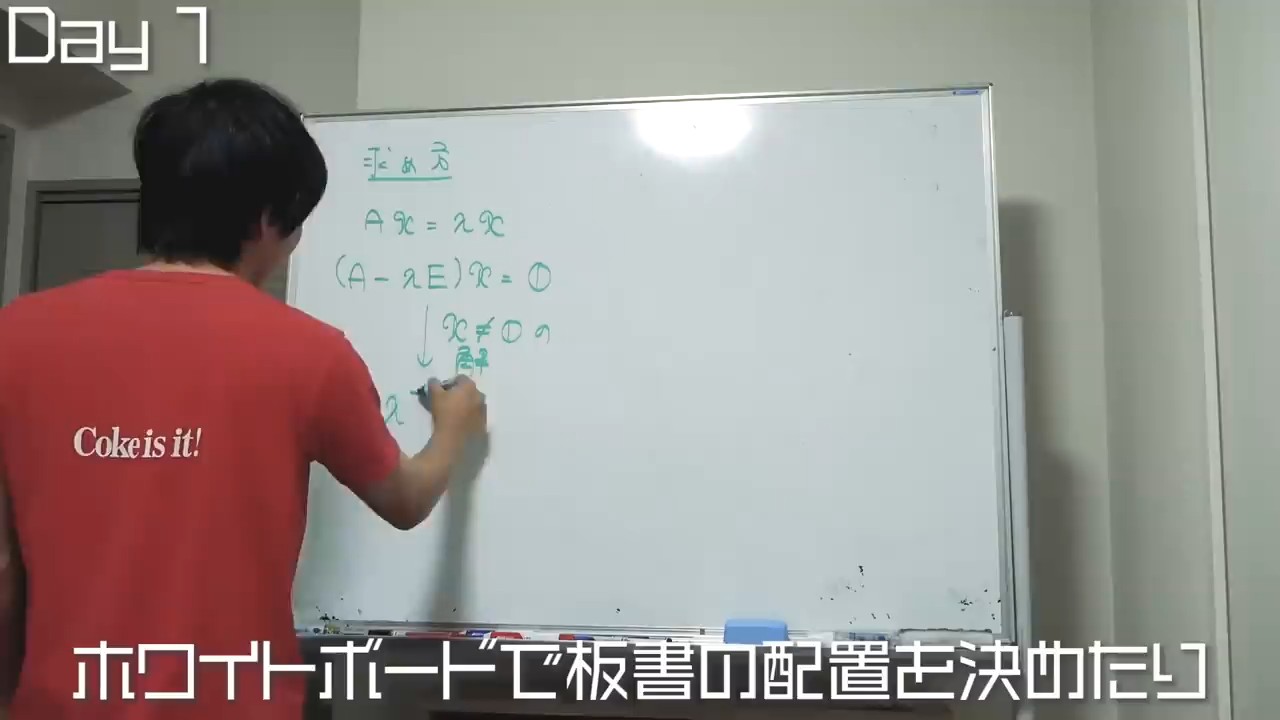 Day 1
求め方
A𝒙 = λ𝒙
(A - λE)𝒙 = 𝟘
↓ 𝒙 ≠ 𝟘 の
λ
Coke is it!
ホワイトボードで板書の配置を決めたり